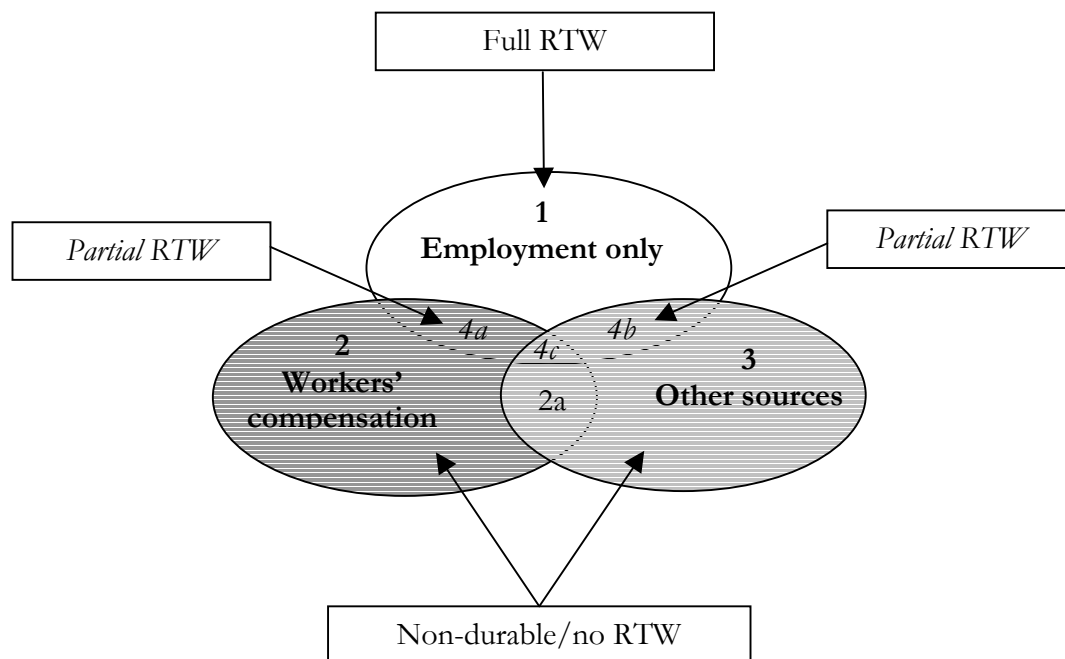 Full RTW
1
Employment only
Partial RTW
Partial RTW
4a
4b
4c
2
Workers’
compensation
3
Other sources
2a
Non-durable/no RTW